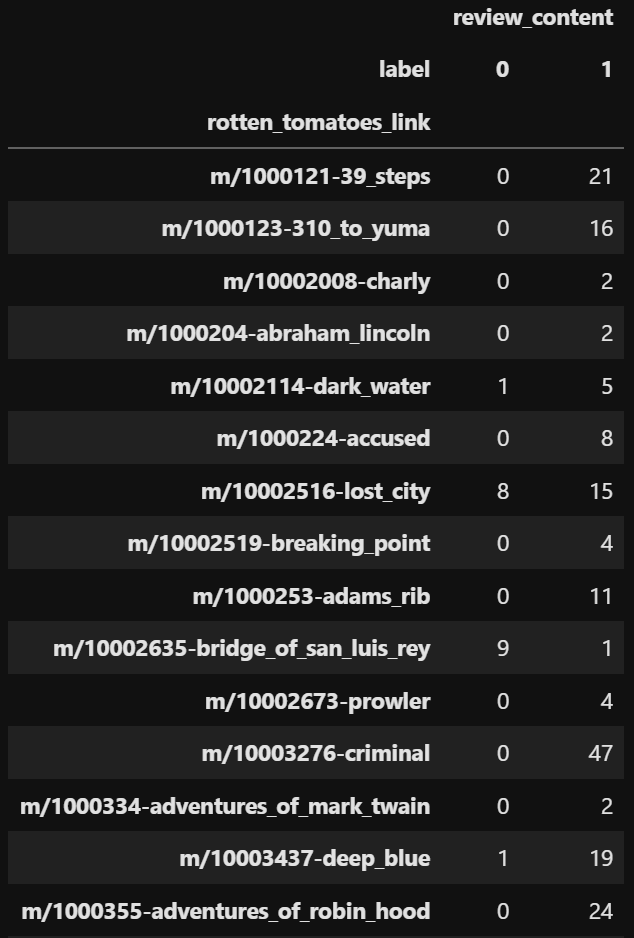 review_content
label 0 1
rotten_tomatoes_link
m/1000121-39_steps 0 21
m/1000123-310_to_yuma 0 16
m/10002008-charly 0 2
m/1000204-abraham_lincoln 0 2
m/10002114-dark_water 1 5
m/1000224-accused 0 8
m/10002516-lost_city 8 15
m/10002519-breaking_point 0 4
m/1000253-adams_rib 0 11
m/10002635-bridge_of_san_luis_rey 9 1
m/10002673-prowler 0 4
m/10003276-criminal 0 47
m/1000334-adventures_of_mark_twain 0 2
m/10003437-deep_blue 1 19
m/1000355-adventures_of_robin_hood 0 24